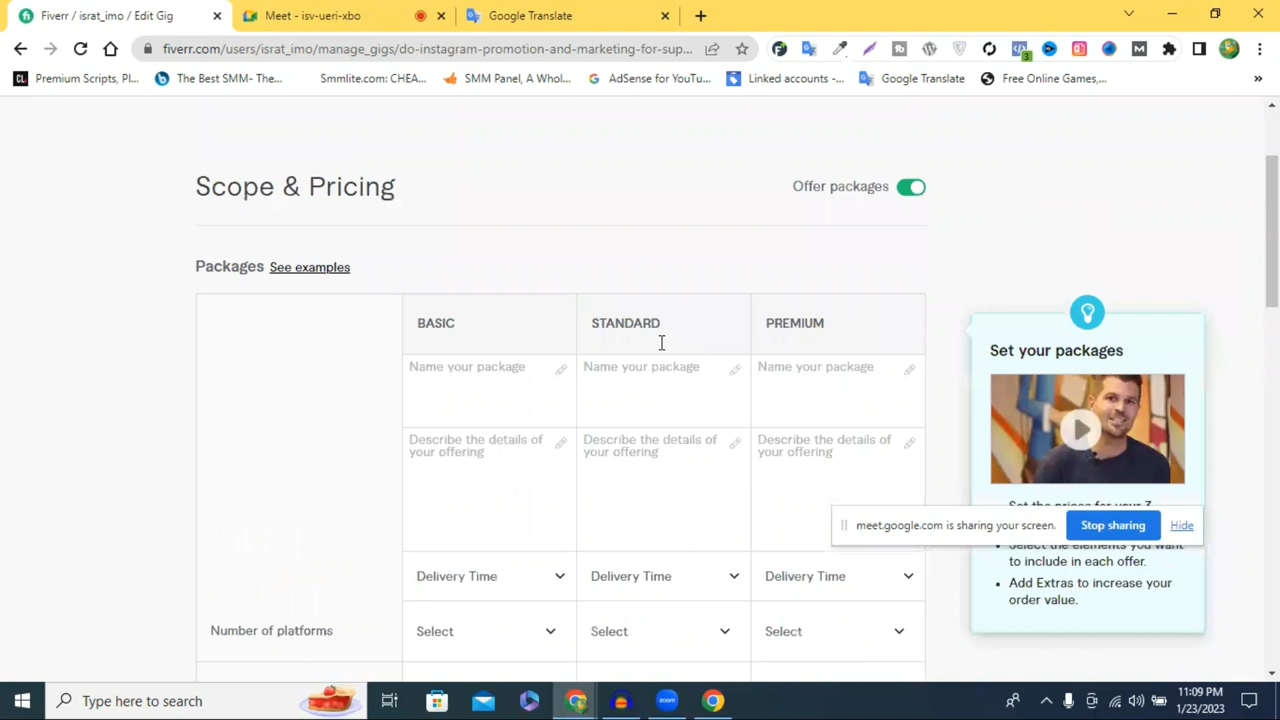 Fiverr / israt_imo / Edit Gig
Meet - isv-ueri-xbo
Google Translate
fiverr.com/users/israt_imo/manage_gigs/do-instagram-promotion-and-marketing-for-sup...
Premium Scripts, Pl...
The Best SMM- The...
Smmlite.com: CHEA...
SMM Panel, A Whol...
AdSense for YouTu...
Linked accounts -...
Google Translate
Free Online Games,...
Scope & Pricing
Offer packages
Packages See examples
BASIC
STANDARD
PREMIUM
Name your package
Name your package
Name your package
Describe the details of
your offering
Describe the details of
your offering
Describe the details of
your offering
Delivery Time
Delivery Time
Delivery Time
Number of platforms
Select
Select
Select
Set your packages
Set the prices for your 3
meet.google.com is sharing your screen.
Stop sharing
Hide
Select the elements you want
to include in each offer.
Add Extras to increase your
order value.
Type here to search
zoom
11:09 PM
1/23/2023